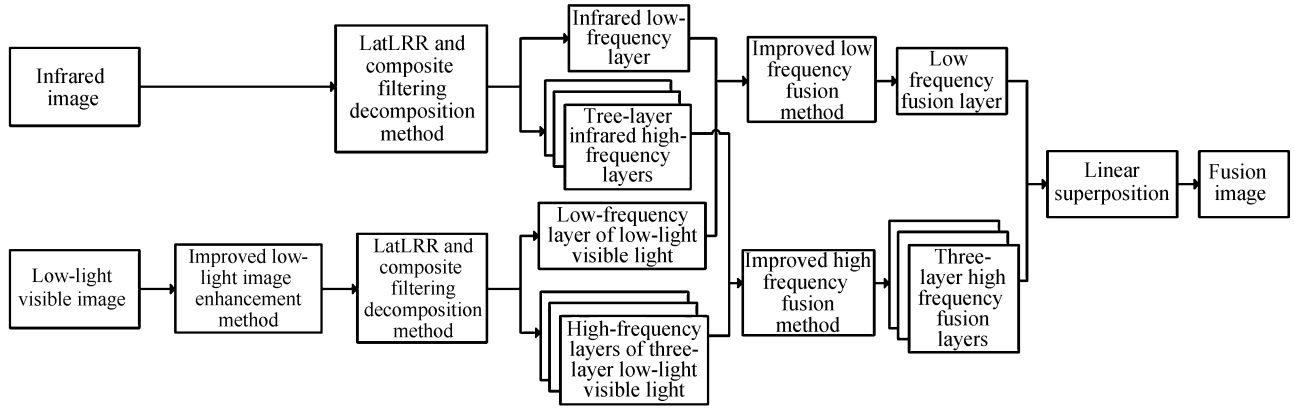 Infrared
image
LatLRR and
composite
filtering
decomposition
method
Infrared low-
frequency
layer
Tree-layer
infrared high-
frequency
layers
Improved low
frequency
fusion
method
Low
frequency
fusion layer
Linear
superposition
Fusion
image
Low-light
visible image
Improved low-
light image
enhancement
method
LatLRR and
composite
filtering
decomposition
method
Low-frequency
layer of low-light
visible light
High-frequency
layers of three-
layer low-light
visible light
Improved high
frequency
fusion
method
Three-
layer high
frequency
fusion
layers